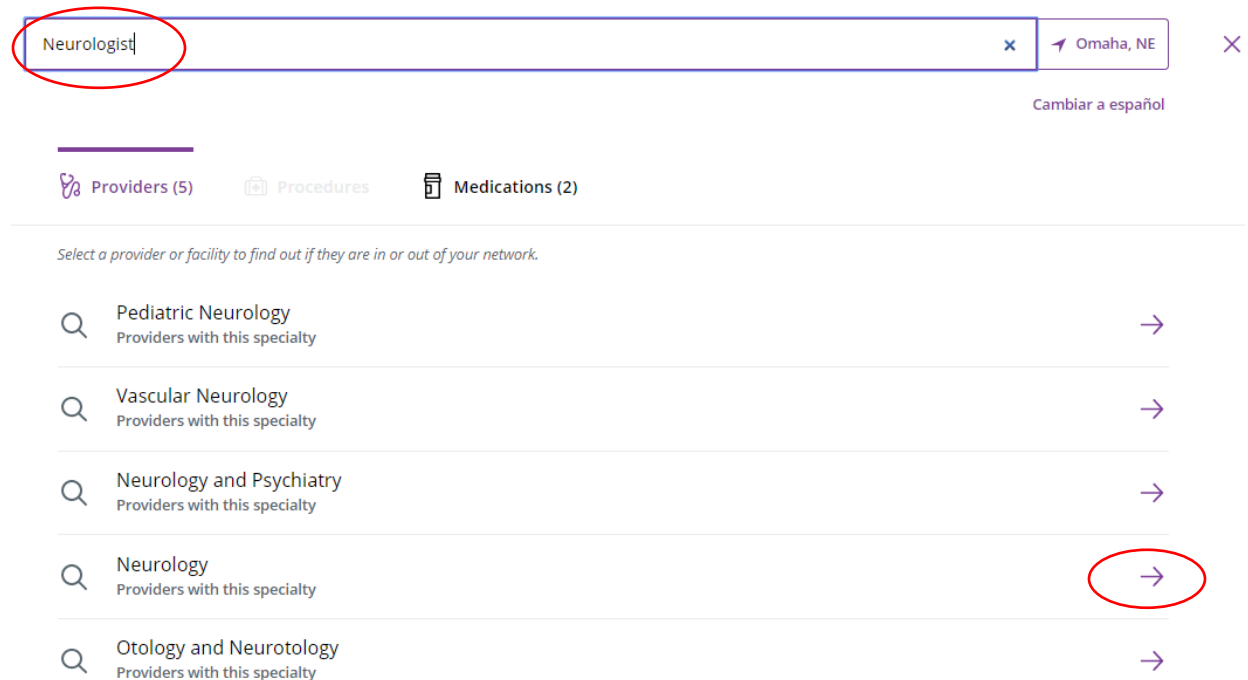 Neurologist
Omaha, NE
Cambiar a español
Providers (5)
Procedures
Medications (2)
Select a provider or facility to find out if they are in or out of your network.
Pediatric Neurology
Providers with this specialty
Vascular Neurology
Providers with this specialty
Neurology and Psychiatry
Providers with this specialty
Neurology
Providers with this specialty
Otology and Neurotology
Providers with this specialty